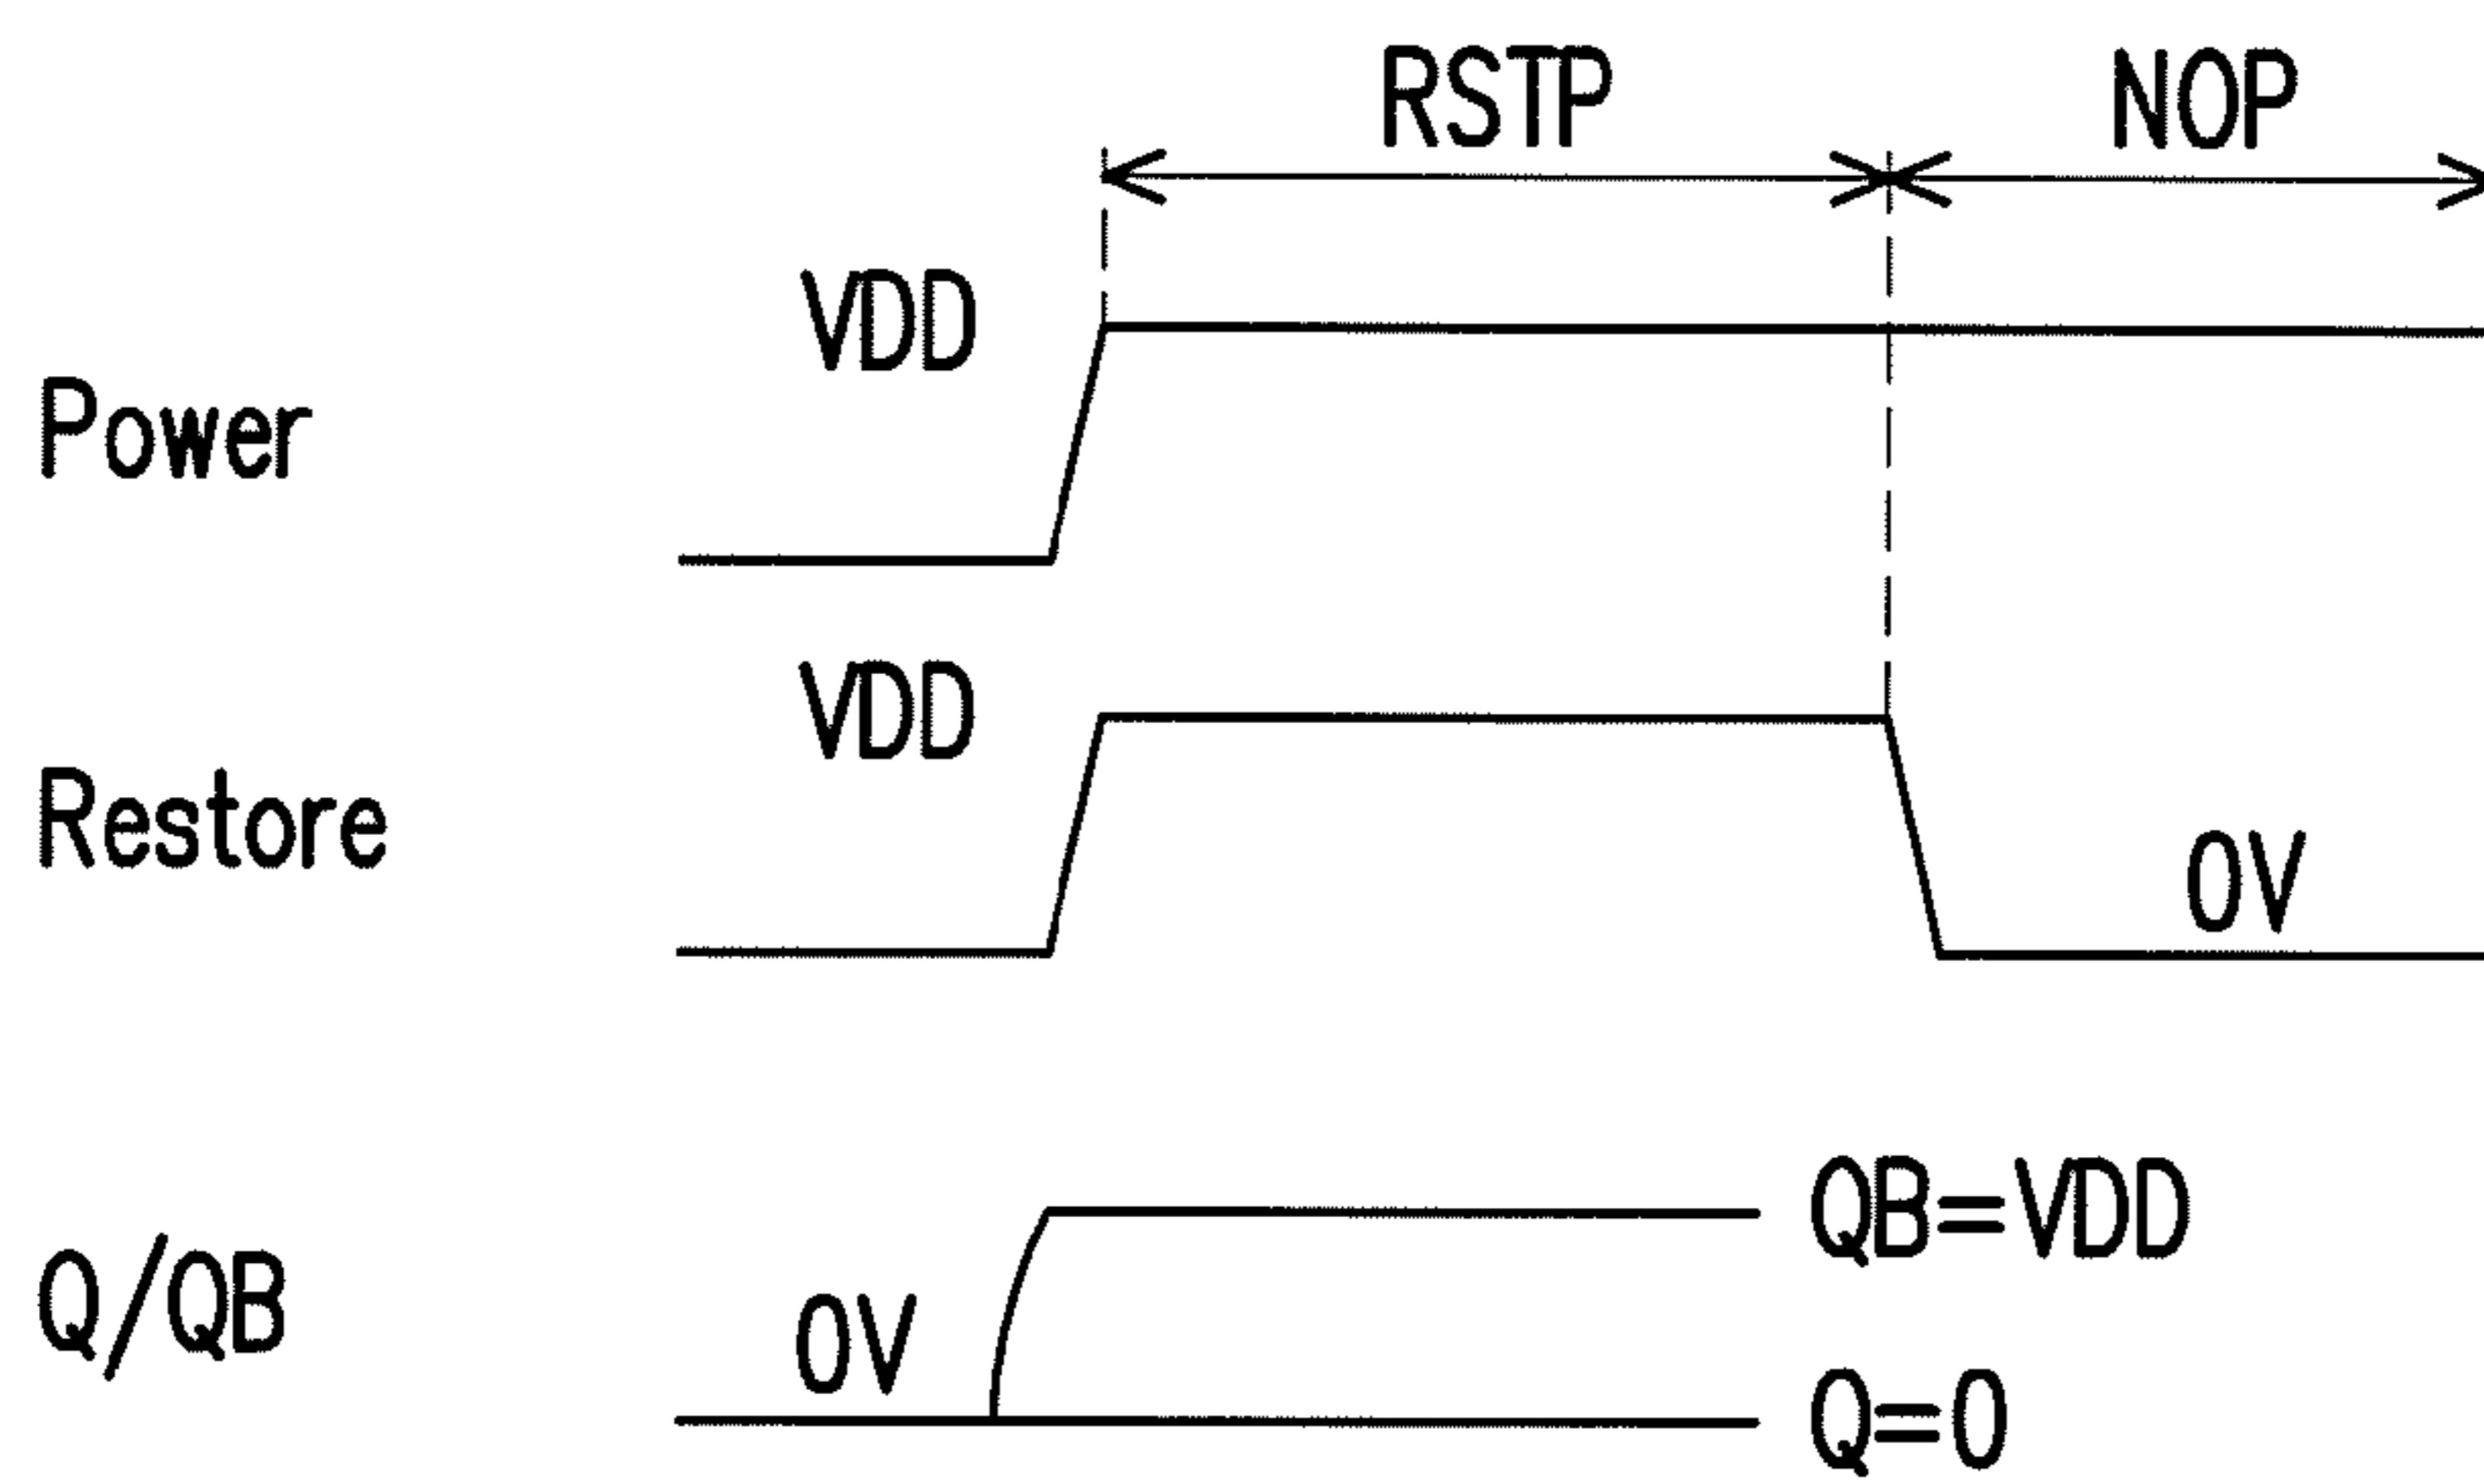 RSTP NOP
VDD
Power
VDD
Restore
0V
QB=VDD
Q/QB
0V
Q=0